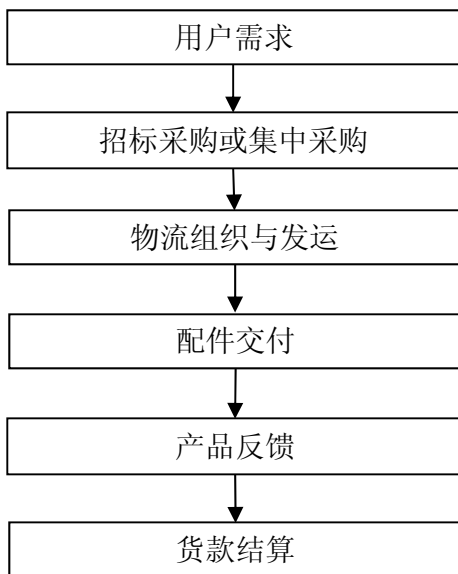 用户需求
招标采购或集中采购
物流组织与发运
配件交付
产品反馈
货款结算